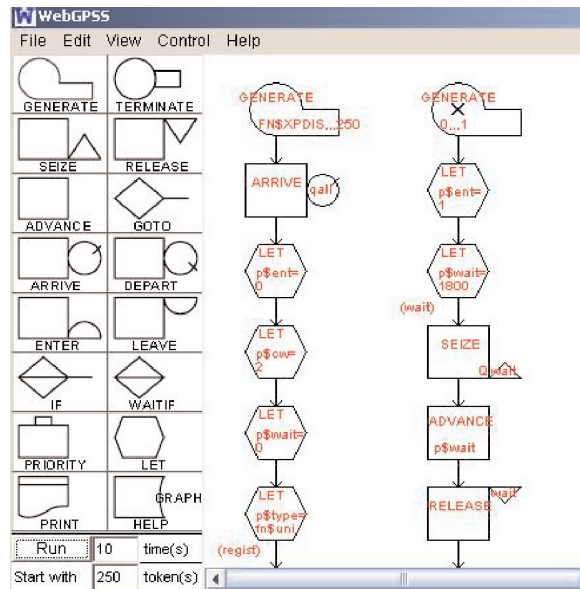 WebGPSS
File Edit View Control Help
GENERATE TERMINATE
SEIZE RELEASE
ADVANCE GOTO
ARRIVE DEPART
ENTER LEAVE
IF WAITIF
PRIORITY LET
GRAPH
PRINT HELP
Run 10 time(s)
Start with 250 token(s)
GENERATE
FN$XPDIS...250
ARRIVE
qall
LET
p$ent=
0
LET
p$cw=
2
LET
p$wait=
0
LET
p$type=
fn$uni
(regist)
GENERATE
0...1
LET
p$ent=
1
LET
p$wait=
1800
(wait)
SEIZE
Q wait
ADVANCE
p$wait
RELEASE
wait